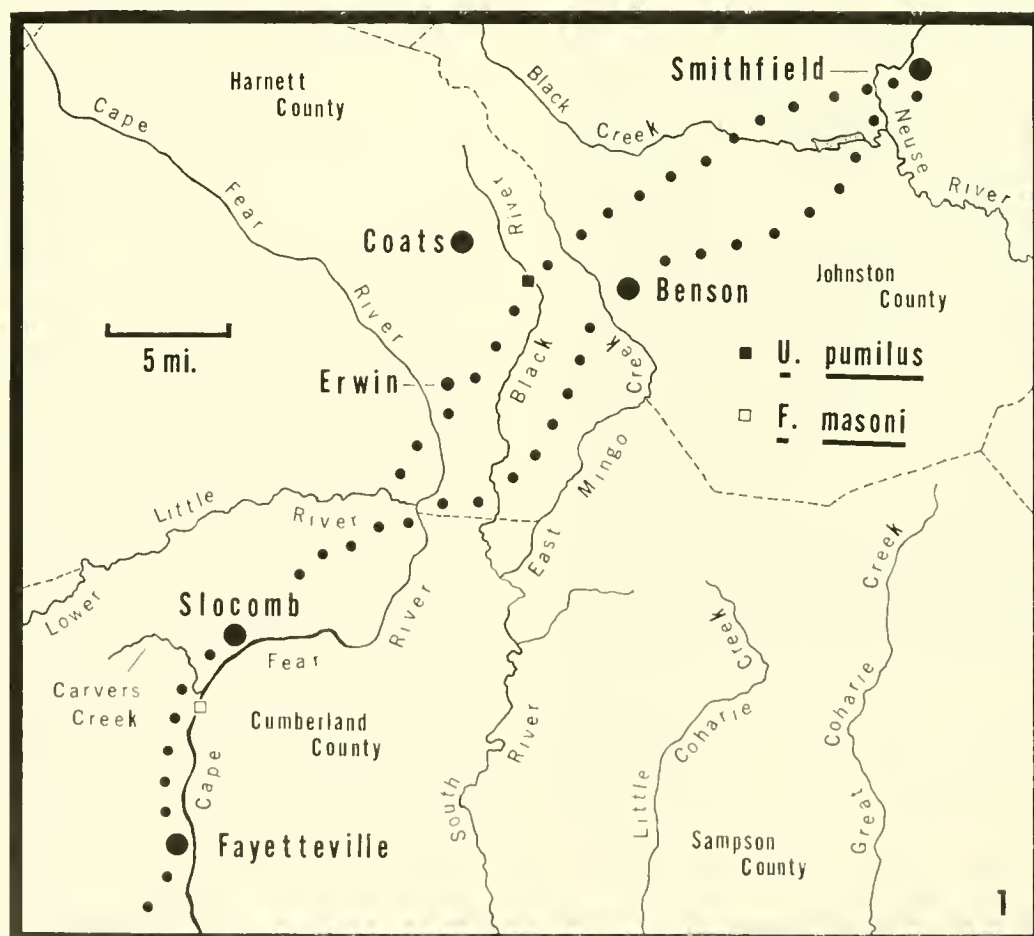 Smithfield
Harnett
County
Black
Creek
Cape
Fear
River
Neuse
River
River
Coats
Benson
Johnston
County
5 mi.
Black
Creek
U. pumilus
Erwin
F. masoni
Mingo
East
Little
River
Lower
Slocomb
River
Fear
Creek
Creek
Carvers
Creek
Cumberland
County
Coharie
Coharie
Cape
River
South
Little
Great
Fayetteville
Sampson
County
1